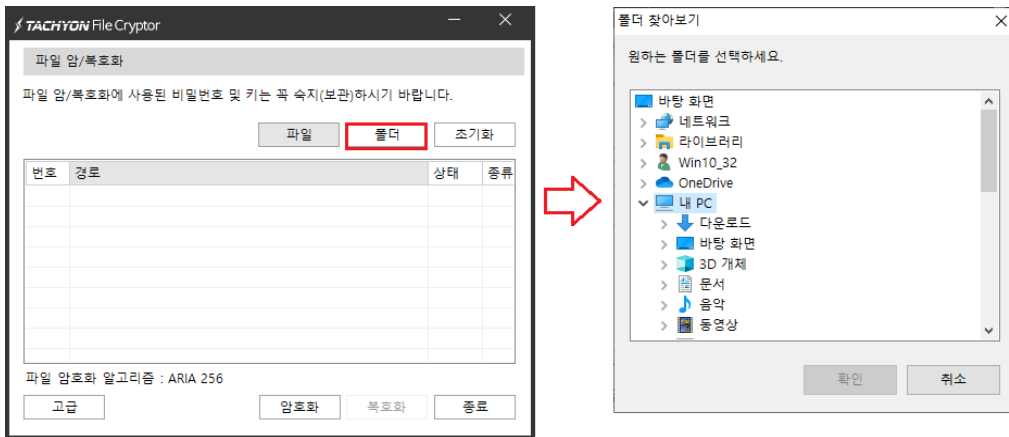 TACHYON File Cryptor
파일 암/복호화
파일 암/복호화에 사용된 비밀번호 및 키는 꼭 숙지(보관)하시기 바랍니다.
파일 폴더 초기화
번호 경로 상태 종류
파일 암호화 알고리즘 : ARIA 256
고급 암호화 복호화 종료
폴더 찾아보기
원하는 폴더를 선택하세요.
바탕 화면
네트워크
라이브러리
Win10_32
OneDrive
내 PC
다운로드
바탕 화면
3D 개체
문서
음악
동영상
확인 취소